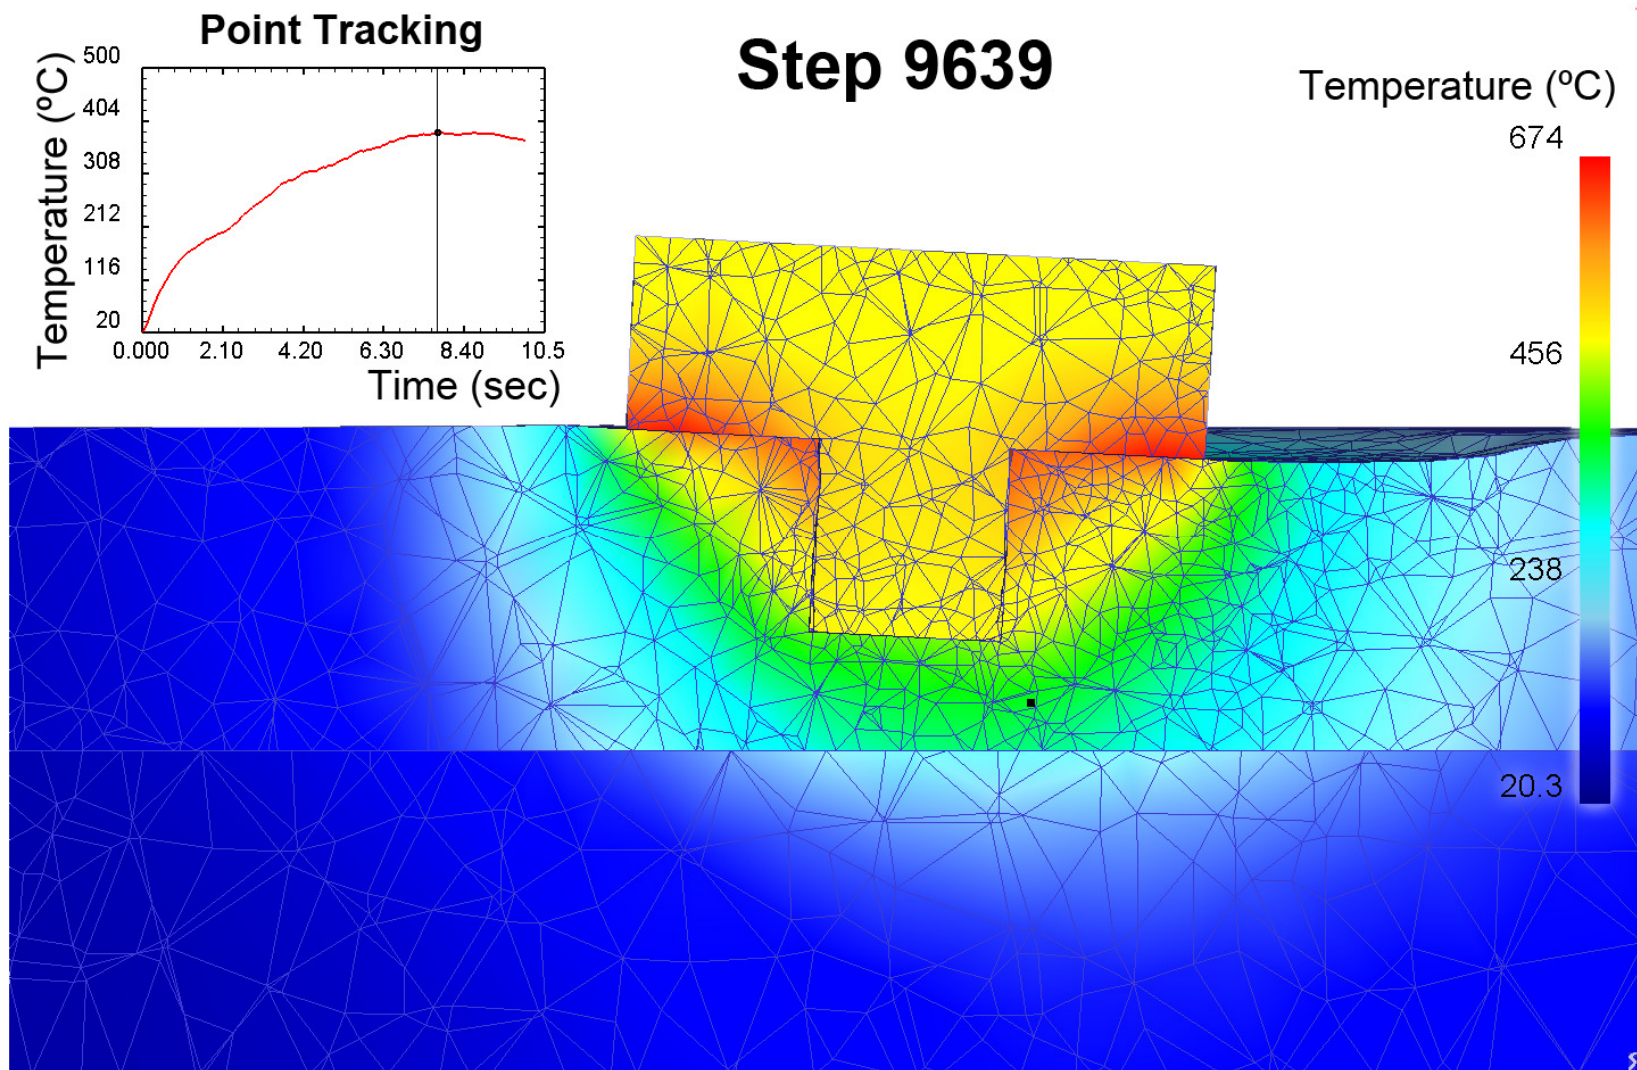 Point Tracking
Step 9639
Temperature (ºC)
500
404
308
212
116
20
0.000 2.10 4.20 6.30 8.40 10.5
Time (sec)
Temperature (ºC)
674
456
238
20.3